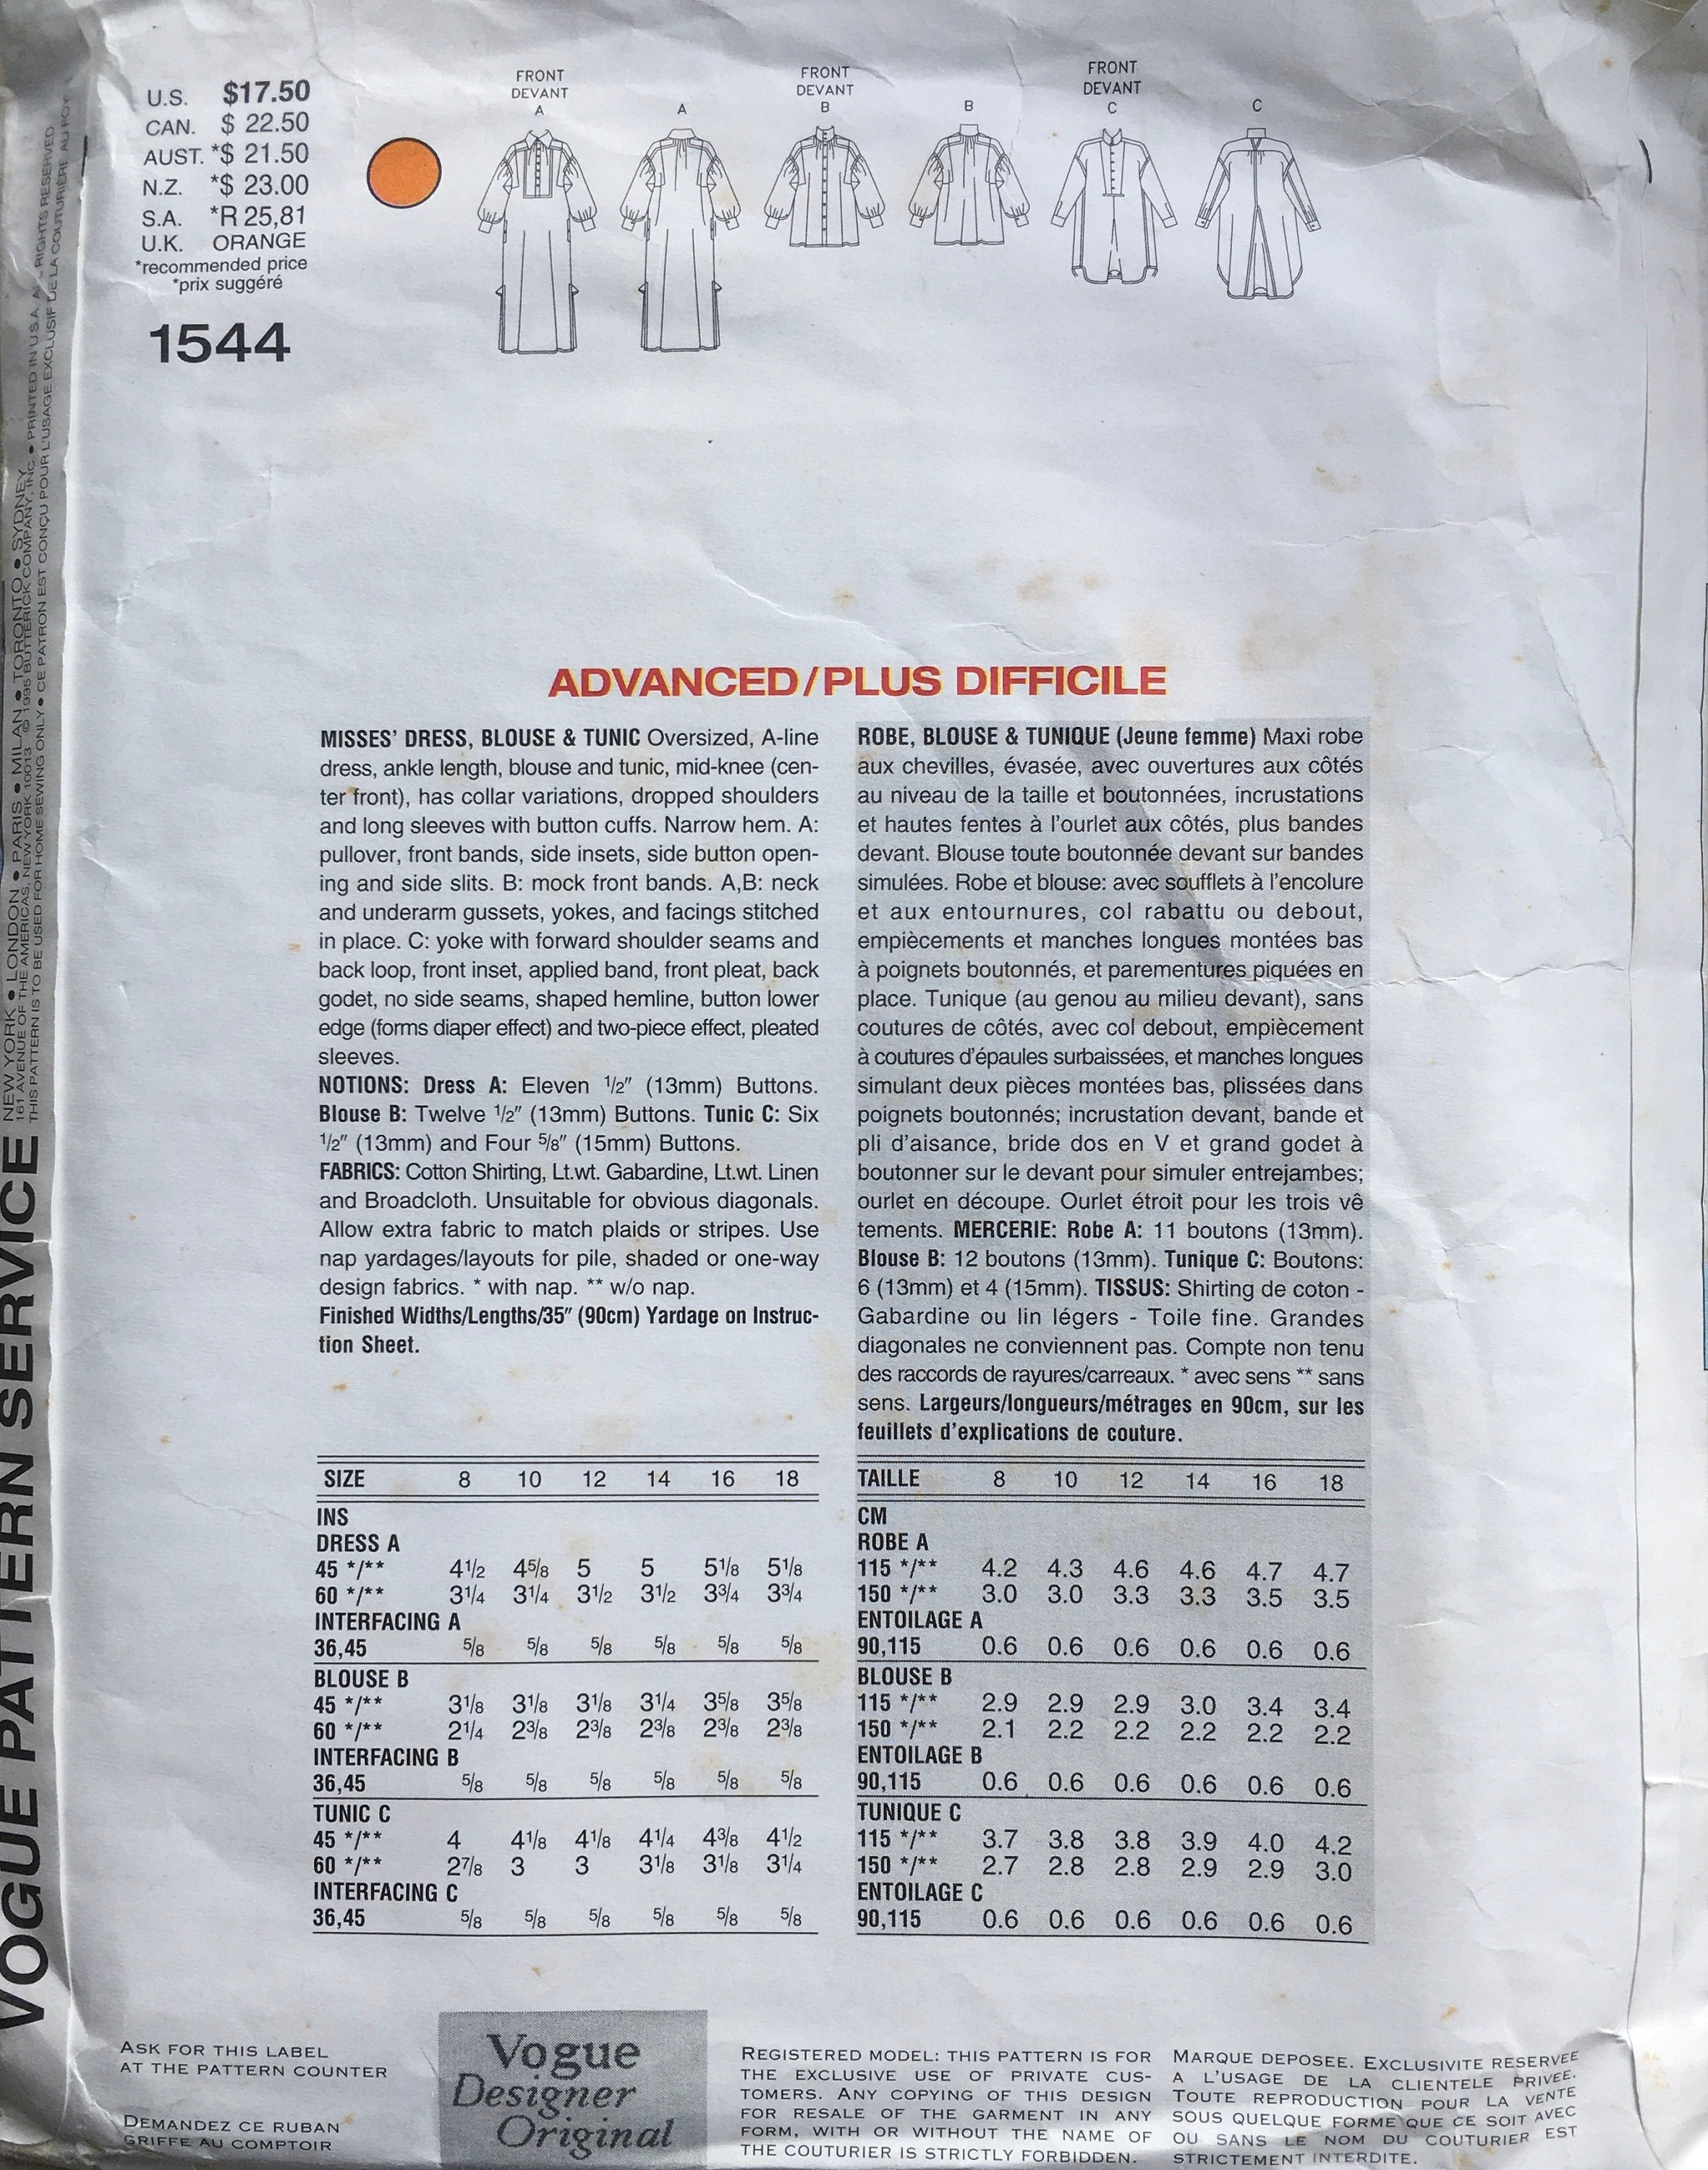 U.S. $17.50
CAN. $ 22.50
AUST. *$ 21.50
N.Z. *$ 23.00
S.A. *R 25,81
U.K. ORANGE
*recommended price
*prix suggéré
1544
FRONT
DEVANT
A
A
FRONT
DEVANT
B
B
FRONT
DEVANT
C
C
VOGUE PATTERN SERVICE
NEW YORK • LONDON • PARIS • MILAN • TORONTO • SYDNEY
161 AVENUE OF THE AMERICAS, NEW YORK 10013 © 1995 BUTTERICK COMPANY, INC. • PRINTED IN U.S.A. RIGHTS RESERVED
THIS PATTERN IS TO BE USED FOR HOME SEWING ONLY • CE PATRON EST CONÇU POUR L'USAGE EXCLUSIF DE LA COUTURIÈRE AU FOY
ADVANCED/PLUS DIFFICILE
MISSES' DRESS, BLOUSE & TUNIC Oversized, A-line
dress, ankle length, blouse and tunic, mid-knee (cen-
ter front), has collar variations, dropped shoulders
and long sleeves with button cuffs. Narrow hem. A:
pullover, front bands, side insets, side button open-
ing and side slits. B: mock front bands. A,B: neck
and underarm gussets, yokes, and facings stitched
in place. C: yoke with forward shoulder seams and
back loop, front inset, applied band, front pleat, back
godet, no side seams, shaped hemline, button lower
edge (forms diaper effect) and two-piece effect, pleated
sleeves.
NOTIONS: Dress A: Eleven 1/2" (13mm) Buttons.
Blouse B: Twelve 1/2" (13mm) Buttons. Tunic C: Six
1/2" (13mm) and Four 5/8" (15mm) Buttons.
FABRICS: Cotton Shirting, Lt.wt. Gabardine, Lt.wt. Linen
and Broadcloth. Unsuitable for obvious diagonals.
Allow extra fabric to match plaids or stripes. Use
nap yardages/layouts for pile, shaded or one-way
design fabrics. * with nap. ** w/o nap.
Finished Widths/Lengths/35" (90cm) Yardage on Instruc-
tion Sheet.
ROBE, BLOUSE & TUNIQUE (Jeune femme) Maxi robe
aux chevilles, évasée, avec ouvertures aux côtés
au niveau de la taille et boutonnées, incrustations
et hautes fentes à l'ourlet aux côtés, plus bandes
devant. Blouse toute boutonnée devant sur bandes
simulées. Robe et blouse: avec soufflets à l'encolure
et aux entournures, col rabattu ou debout,
empiècements et manches longues montées bas
à poignets boutonnés, et parementures piquées en
place. Tunique (au genou au milieu devant), sans
coutures de côtés, avec col debout, empiècement
à coutures d'épaules surbaissées, et manches longues
simulant deux pièces montées bas, plissées dans
poignets boutonnés; incrustation devant, bande et
pli d'aisance, bride dos en V et grand godet à
boutonner sur le devant pour simuler entrejambes;
ourlet en découpe. Ourlet étroit pour les trois vê
tements. MERCERIE: Robe A: 11 boutons (13mm).
Blouse B: 12 boutons (13mm). Tunique C: Boutons:
6 (13mm) et 4 (15mm). TISSUS: Shirting de coton -
Gabardine ou lin légers - Toile fine. Grandes
diagonales ne conviennent pas. Compte non tenu
des raccords de rayures/carreaux. * avec sens ** sans
sens. Largeurs/longueurs/métrages en 90cm, sur les
feuillets d'explications de couture.
SIZE 8 10 12 14 16 18
INS
DRESS A
45 */** 4 1/2 4 5/8 5 5 5 1/8 5 1/8
60 */** 3 1/4 3 1/4 3 1/2 3 1/2 3 3/4 3 3/4
INTERFACING A
36,45 5/8 5/8 5/8 5/8 5/8 5/8
BLOUSE B
45 */** 3 1/8 3 1/8 3 1/8 3 1/4 3 5/8 3 5/8
60 */** 2 1/4 2 3/8 2 3/8 2 3/8 2 3/8 2 3/8
INTERFACING B
36,45 5/8 5/8 5/8 5/8 5/8 5/8
TUNIC C
45 */** 4 4 1/8 4 1/8 4 1/4 4 3/8 4 1/2
60 */** 2 7/8 3 3 3 1/8 3 1/8 3 1/4
INTERFACING C
36,45 5/8 5/8 5/8 5/8 5/8 5/8
TAILLE 8 10 12 14 16 18
CM
ROBE A
115 */** 4.2 4.3 4.6 4.6 4.7 4.7
150 */** 3.0 3.0 3.3 3.3 3.5 3.5
ENTOILAGE A
90,115 0.6 0.6 0.6 0.6 0.6 0.6
BLOUSE B
115 */** 2.9 2.9 2.9 3.0 3.4 3.4
150 */** 2.1 2.2 2.2 2.2 2.2 2.2
ENTOILAGE B
90,115 0.6 0.6 0.6 0.6 0.6 0.6
TUNIQUE C
115 */** 3.7 3.8 3.8 3.9 4.0 4.2
150 */** 2.7 2.8 2.8 2.9 2.9 3.0
ENTOILAGE C
90,115 0.6 0.6 0.6 0.6 0.6 0.6
ASK FOR THIS LABEL
AT THE PATTERN COUNTER
DEMANDEZ CE RUBAN
GRIFFE AU COMPTOIR
Vogue
Designer
Original
REGISTERED MODEL: THIS PATTERN IS FOR
THE EXCLUSIVE USE OF PRIVATE CUS-
TOMERS. ANY COPYING OF THIS DESIGN
FOR RESALE OF THE GARMENT IN ANY
FORM, WITH OR WITHOUT THE NAME OF
THE COUTURIER IS STRICTLY FORBIDDEN.
MARQUE DEPOSEE. EXCLUSIVITE RESERVEE
A L'USAGE DE LA CLIENTELE PRIVEE.
TOUTE REPRODUCTION POUR LA VENTE
SOUS QUELQUE FORME QUE CE SOIT AVEC
OU SANS LE NOM DU COUTURIER EST
STRICTEMENT INTERDITE.